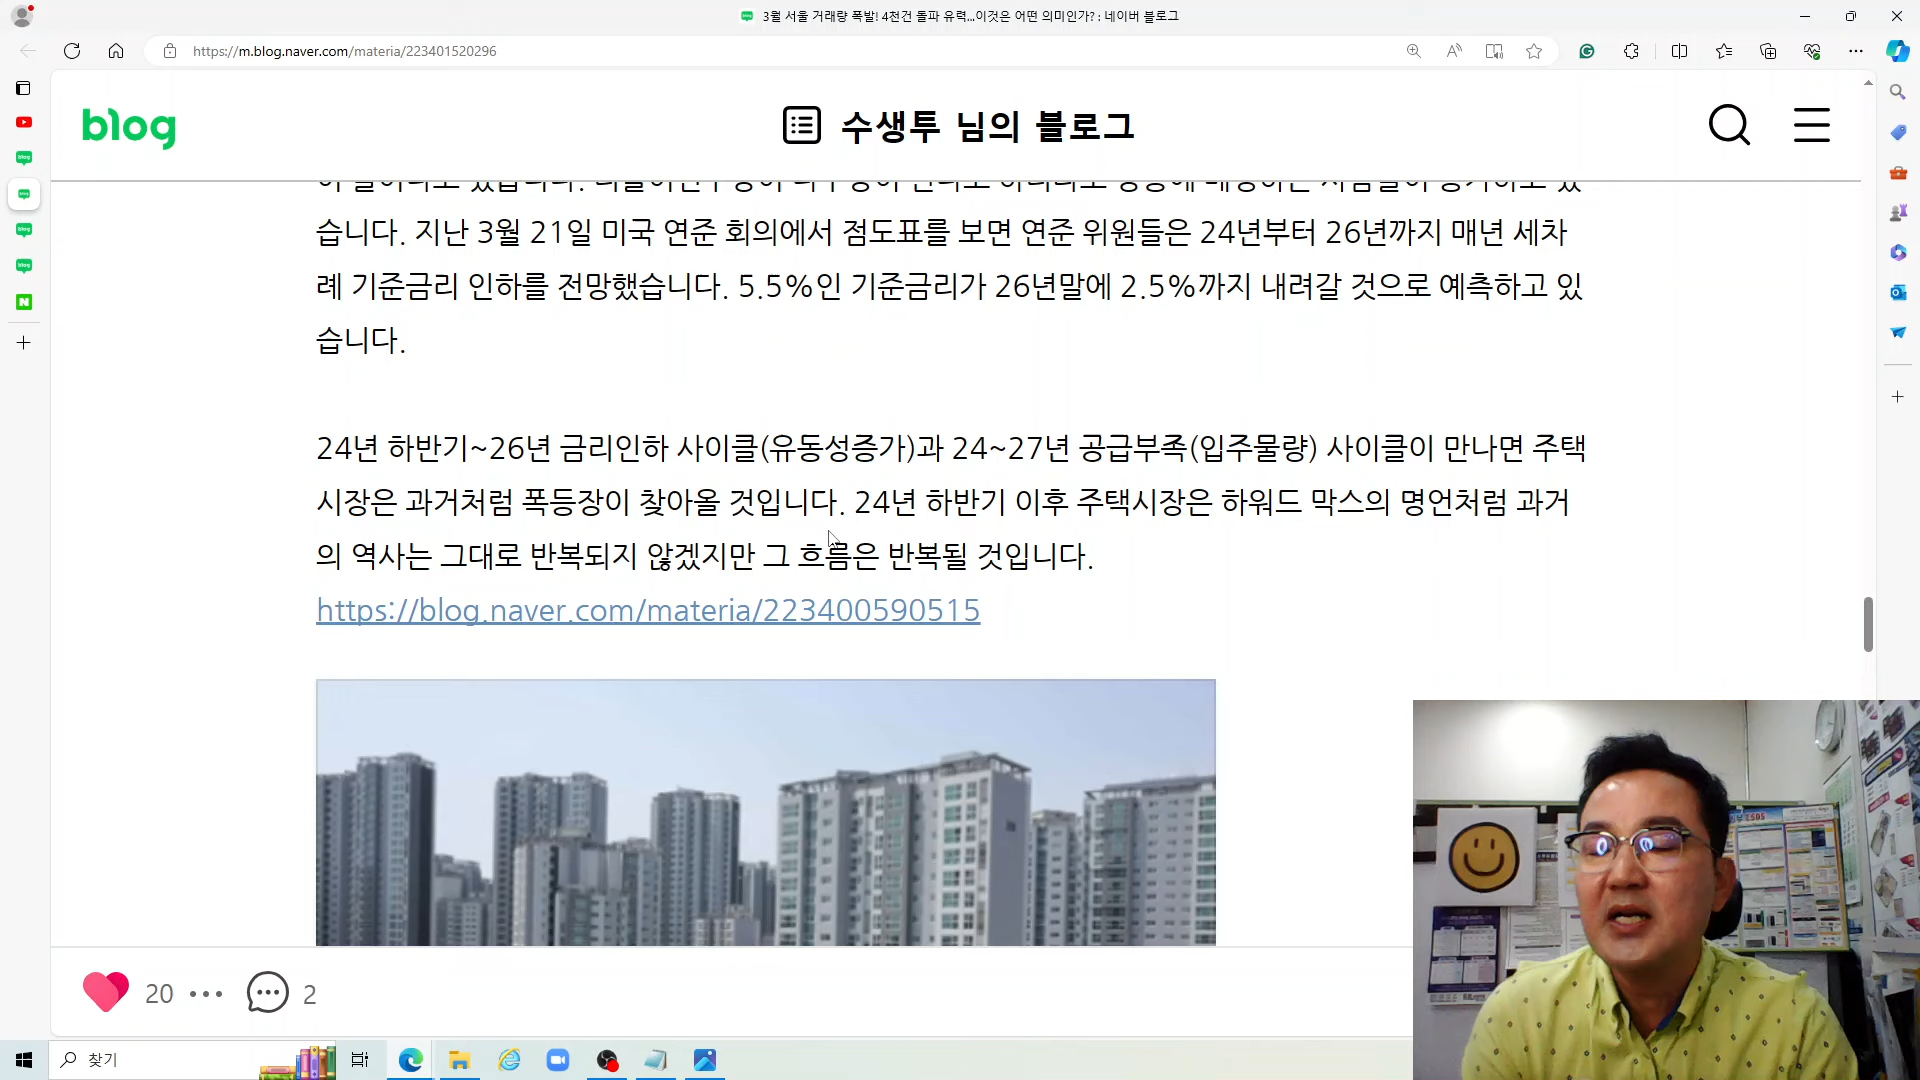 3월 서울 거래량 폭발! 4천건 돌파 유력...이것은 어떤 의미인가? : 네이버 블로그
https://m.blog.naver.com/materia/223401520296
blog
수생투 님의 블로그
습니다. 지난 3월 21일 미국 연준 회의에서 점도표를 보면 연준 위원들은 24년부터 26년까지 매년 세차
례 기준금리 인하를 전망했습니다. 5.5%인 기준금리가 26년말에 2.5%까지 내려갈 것으로 예측하고 있
습니다.
24년 하반기~26년 금리인하 사이클(유동성증가)과 24~27년 공급부족(입주물량) 사이클이 만나면 주택
시장은 과거처럼 폭등장이 찾아올 것입니다. 24년 하반기 이후 주택시장은 하워드 막스의 명언처럼 과거
의 역사는 그대로 반복되지 않겠지만 그 흐름은 반복될 것입니다.
https://blog.naver.com/materia/223400590515
20
2
찾기